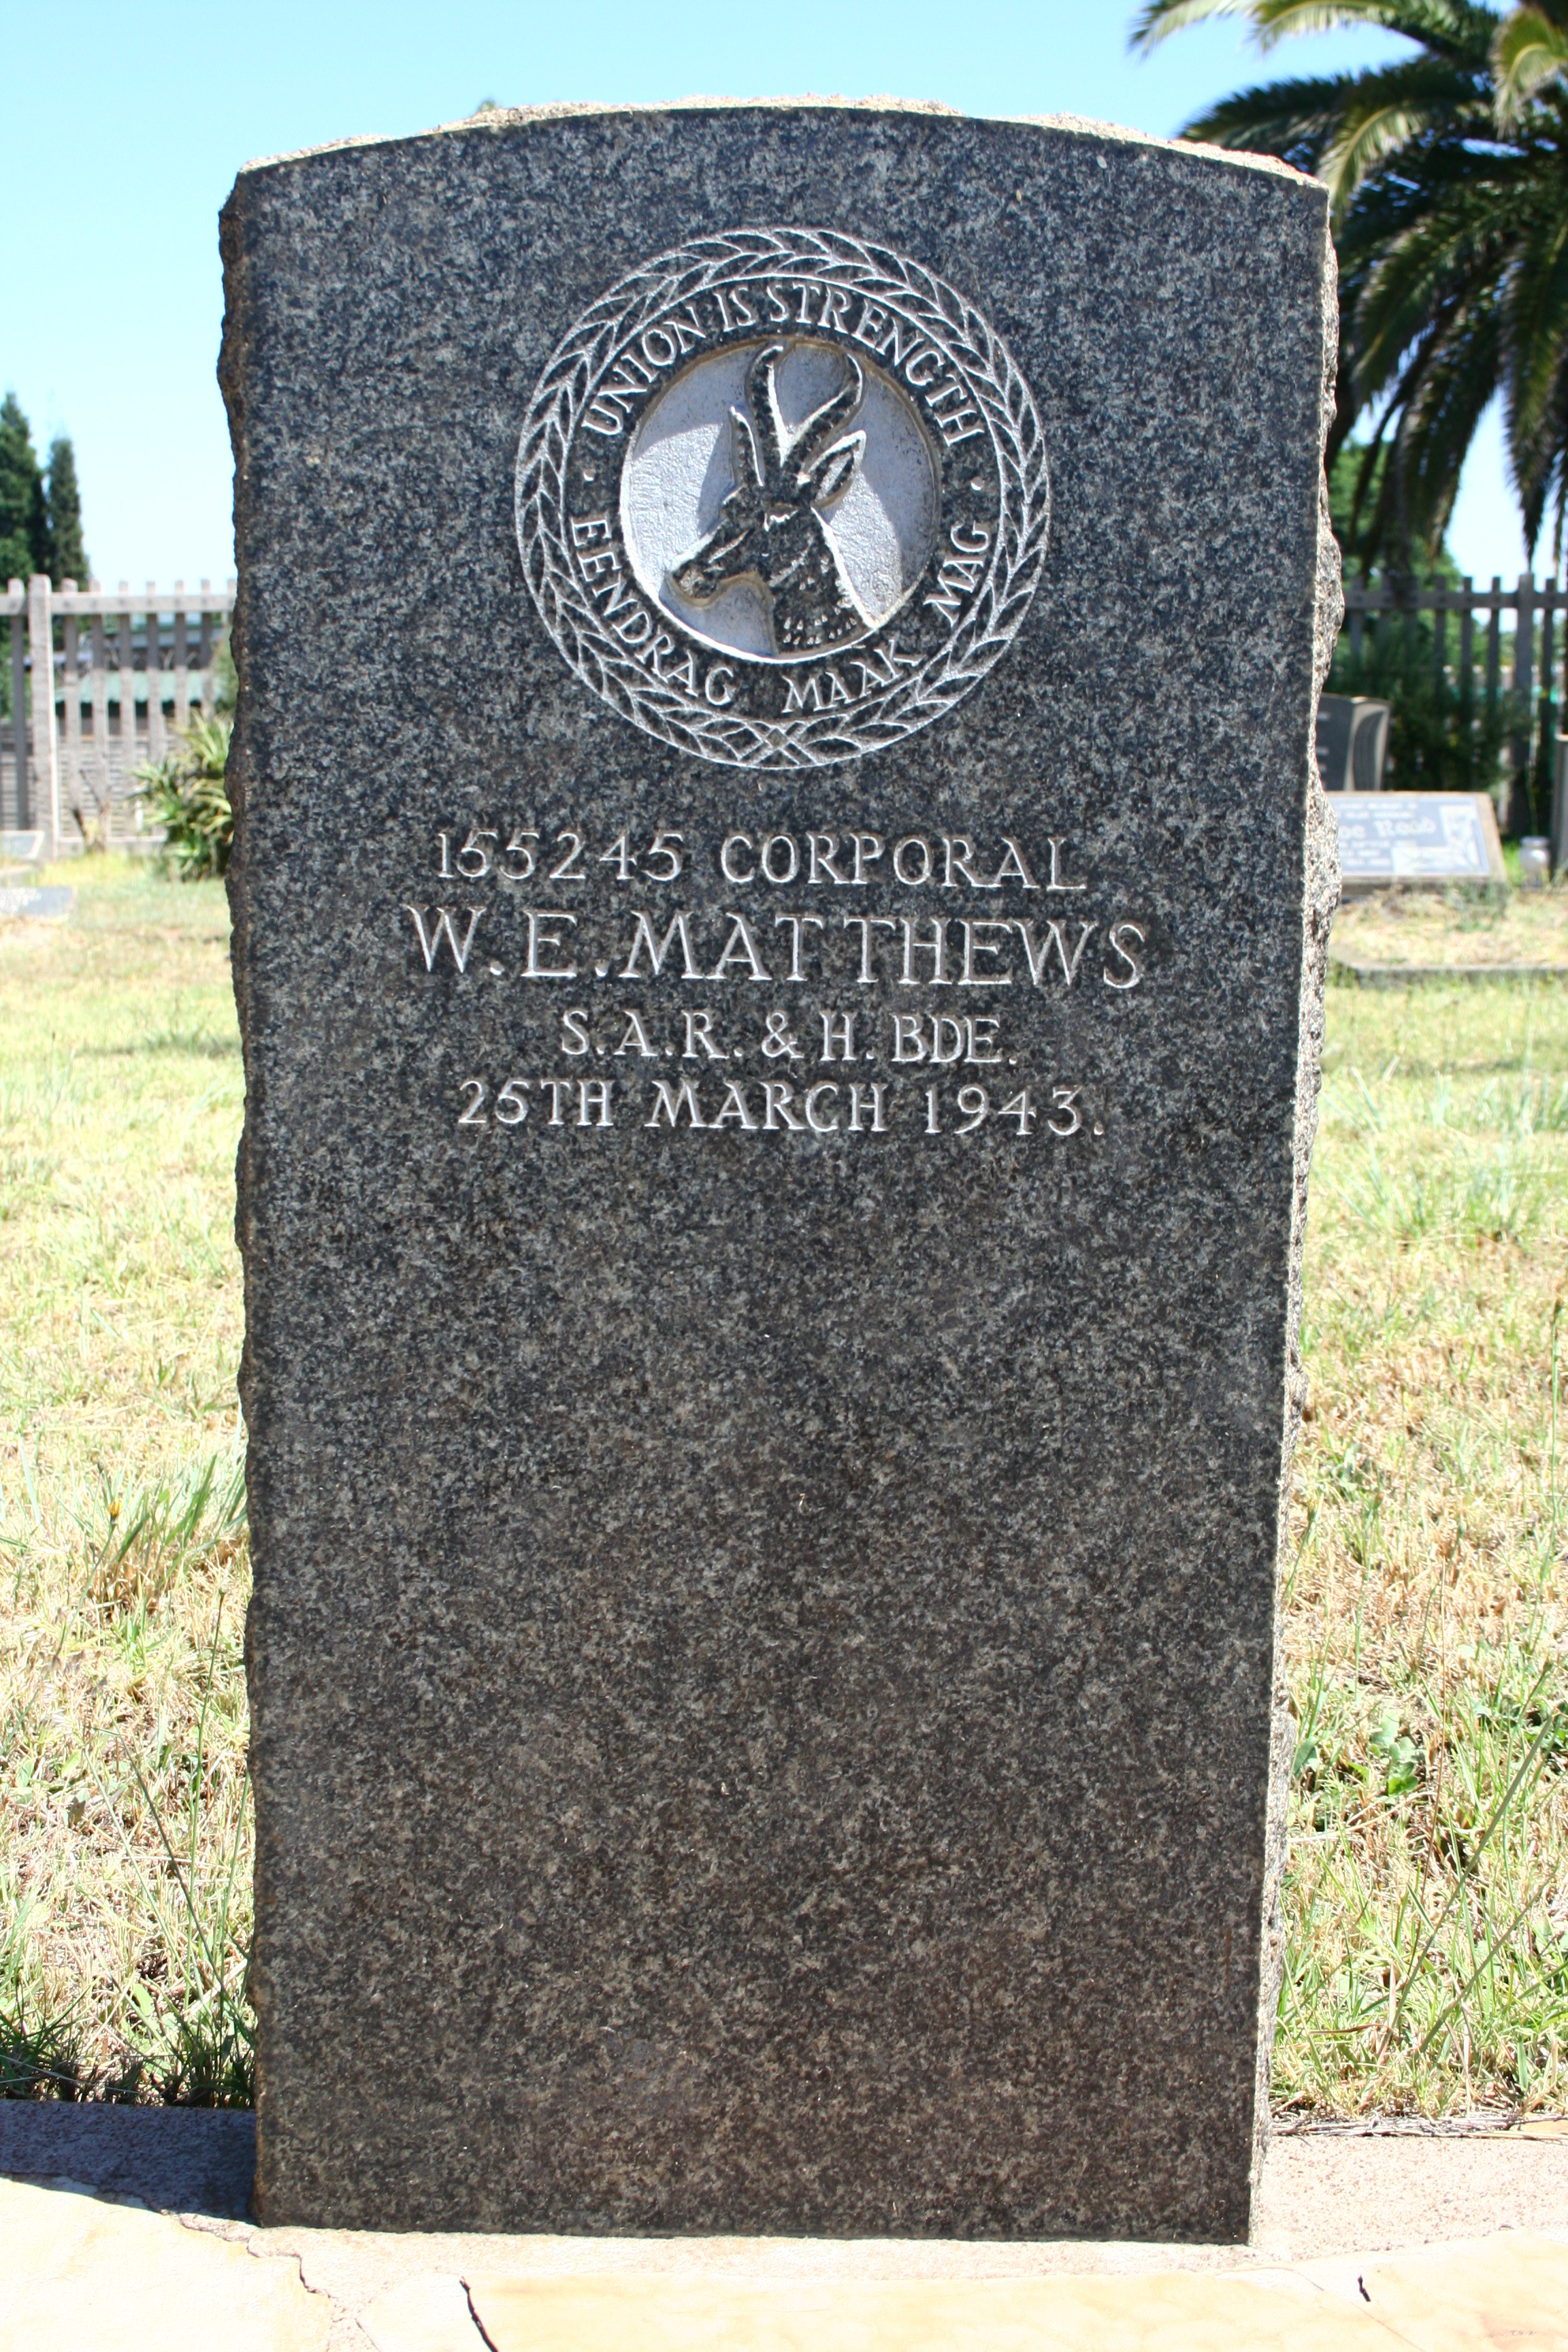 UNION IS STRENGTH
EENDRAG MAAK MAG
155245 CORPORAL
W.E.MATTHEWS
S.A.R. & H. BDE.
25TH MARCH 1943.